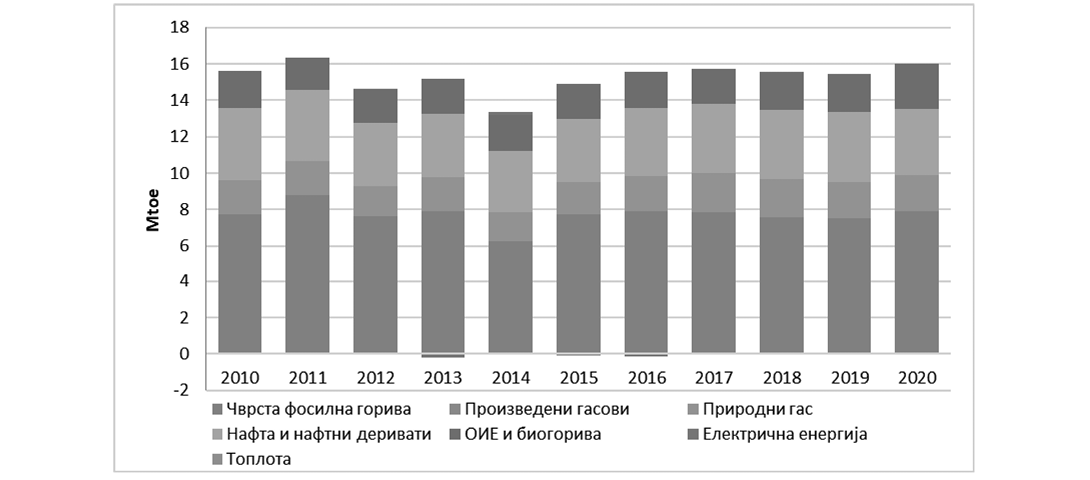 18
16
14
12
10
8
6
4
2
0
-2
Mtoe
2010 2011 2012 2013 2014 2015 2016 2017 2018 2019 2020
Чврста фосилна горива Произведени гасови Природни гас
Нафта и нафтни деривати ОИЕ и биогорива Електрична енергија
Топлота